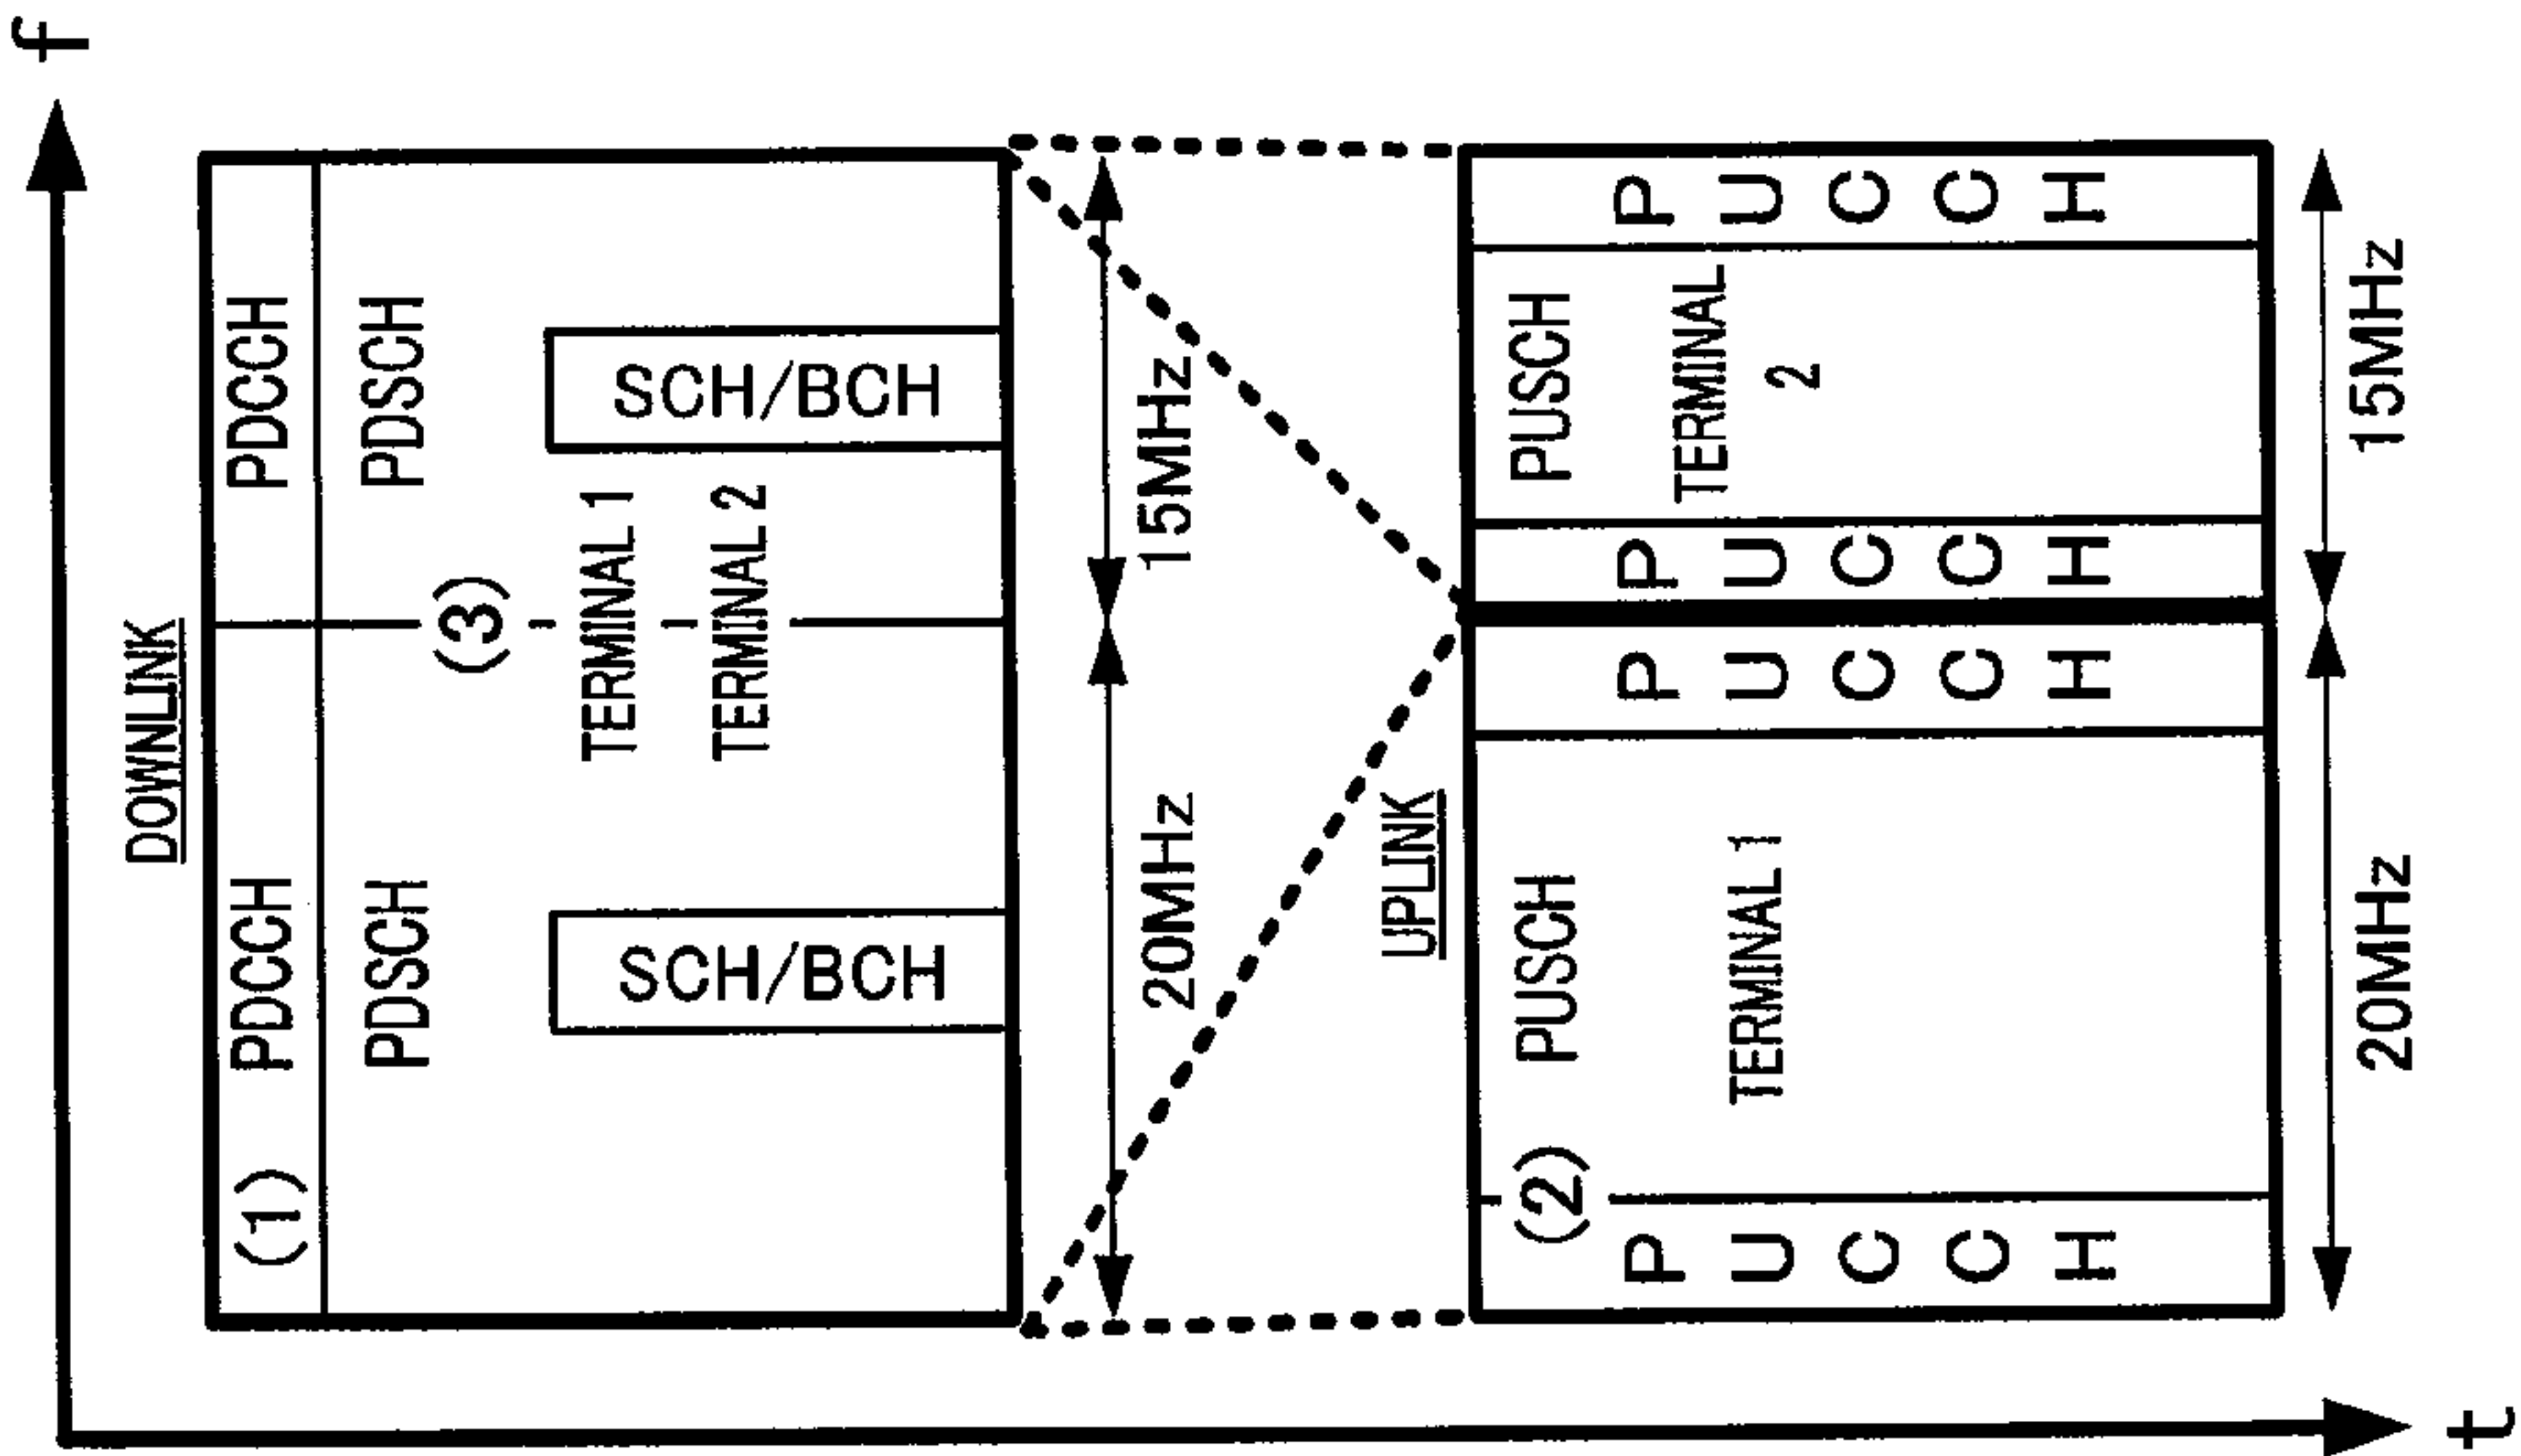 f
DOWNLINK
(1)
PDCCH
PDCCH
PDSCH
PDSCH
(3)
TERMINAL 1
TERMINAL 2
SCH/BCH
SCH/BCH
20MHz
15MHz
UPLINK
PUCCH
(2)
PUSCH
TERMINAL 1
PUCCH
PUCCH
PUSCH
TERMINAL
2
PUCCH
20MHz
15MHz
t